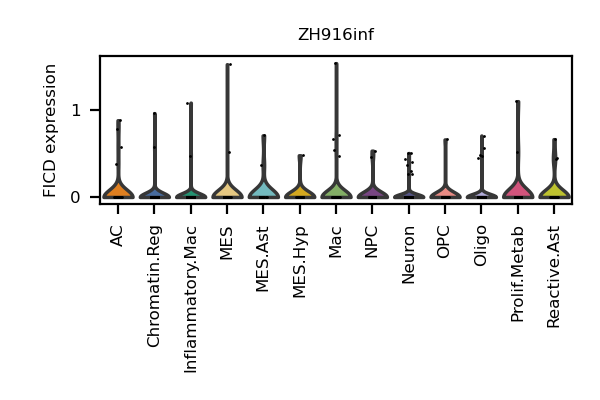 ZH916inf
FICD expression
1
0
AC
Chromatin.Reg
Inflammatory.Mac
MES
MES.Ast
MES.Hyp
Mac
NPC
Neuron
OPC
Oligo
Prolif.Metab
Reactive.Ast